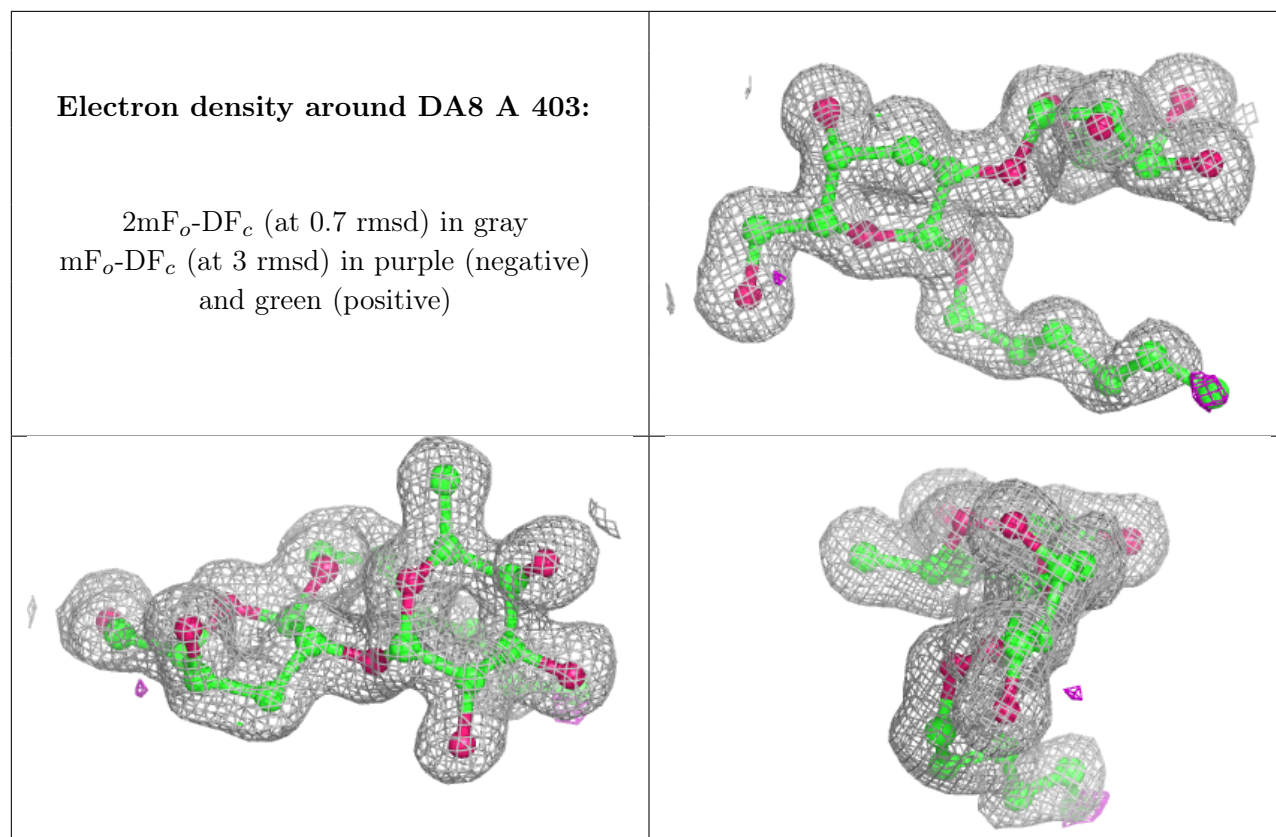 Electron density around DA8 A 403:
2mFo-DFc (at 0.7 rmsd) in gray
mFo-DFc (at 3 rmsd) in purple (negative)
and green (positive)